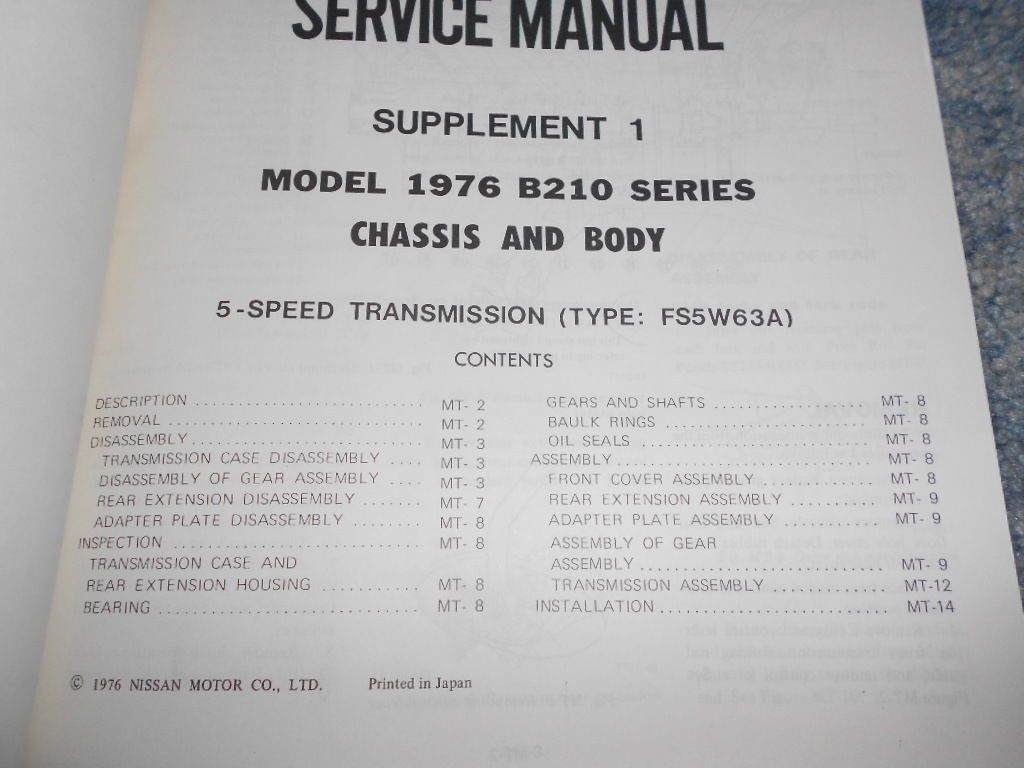 SERVICE MANUAL
SUPPLEMENT 1
MODEL 1976 B210 SERIES
CHASSIS AND BODY
5-SPEED TRANSMISSION (TYPE: FS5W63A)
CONTENTS
DESCRIPTION ........................... MT- 2
REMOVAL ........................... MT- 2
DISASSEMBLY ........................... MT- 3
TRANSMISSION CASE DISASSEMBLY .... MT- 3
DISASSEMBLY OF GEAR ASSEMBLY .... MT- 3
REAR EXTENSION DISASSEMBLY ....... MT- 7
ADAPTER PLATE DISASSEMBLY ........ MT- 8
INSPECTION ............................. MT- 8
TRANSMISSION CASE AND
REAR EXTENSION HOUSING ............ MT- 8
BEARING ............................... MT- 8
GEARS AND SHAFTS .............. MT- 8
BAULK RINGS .................... MT- 8
OIL SEALS ...................... MT- 8
ASSEMBLY .......................... MT- 8
FRONT COVER ASSEMBLY ............ MT- 8
REAR EXTENSION ASSEMBLY .......... MT- 9
ADAPTER PLATE ASSEMBLY ........... MT- 9
ASSEMBLY OF GEAR
ASSEMBLY .......................... MT- 9
TRANSMISSION ASSEMBLY ............. MT-12
INSTALLATION ......................... MT-14
© 1976 NISSAN MOTOR CO., LTD. Printed in Japan